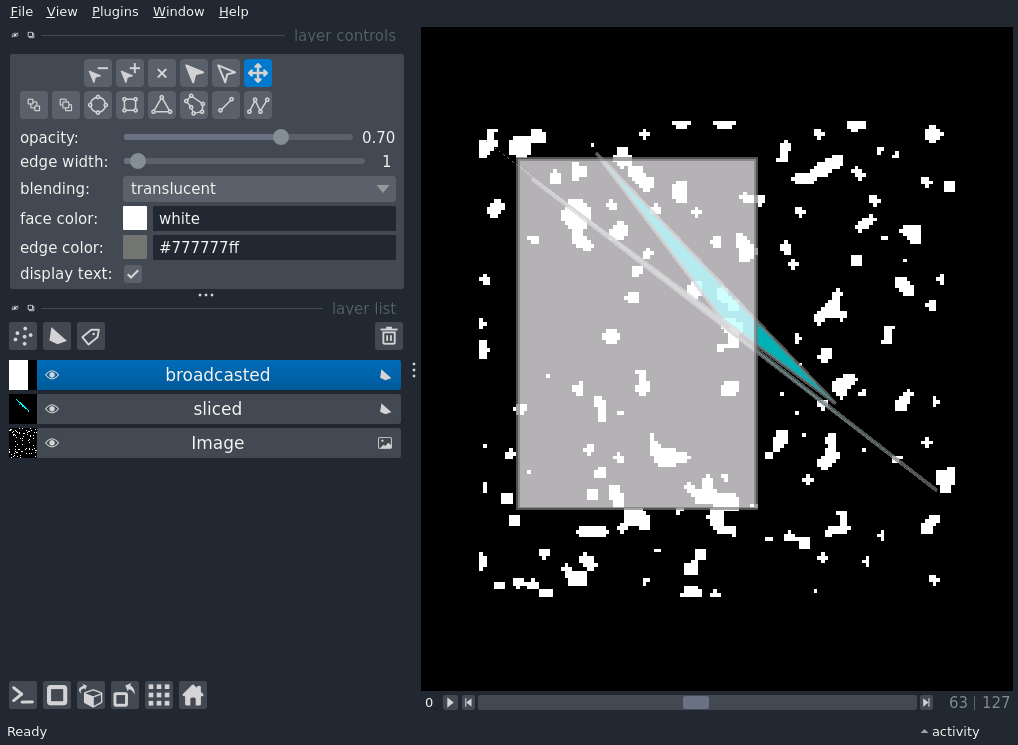 File View Plugins Window Help
layer controls
opacity: 0.70
edge width: 1
blending: translucent
face color: white
edge color: #777777ff
display text:
layer list
broadcasted
sliced
Image
0 63 | 127
Ready activity